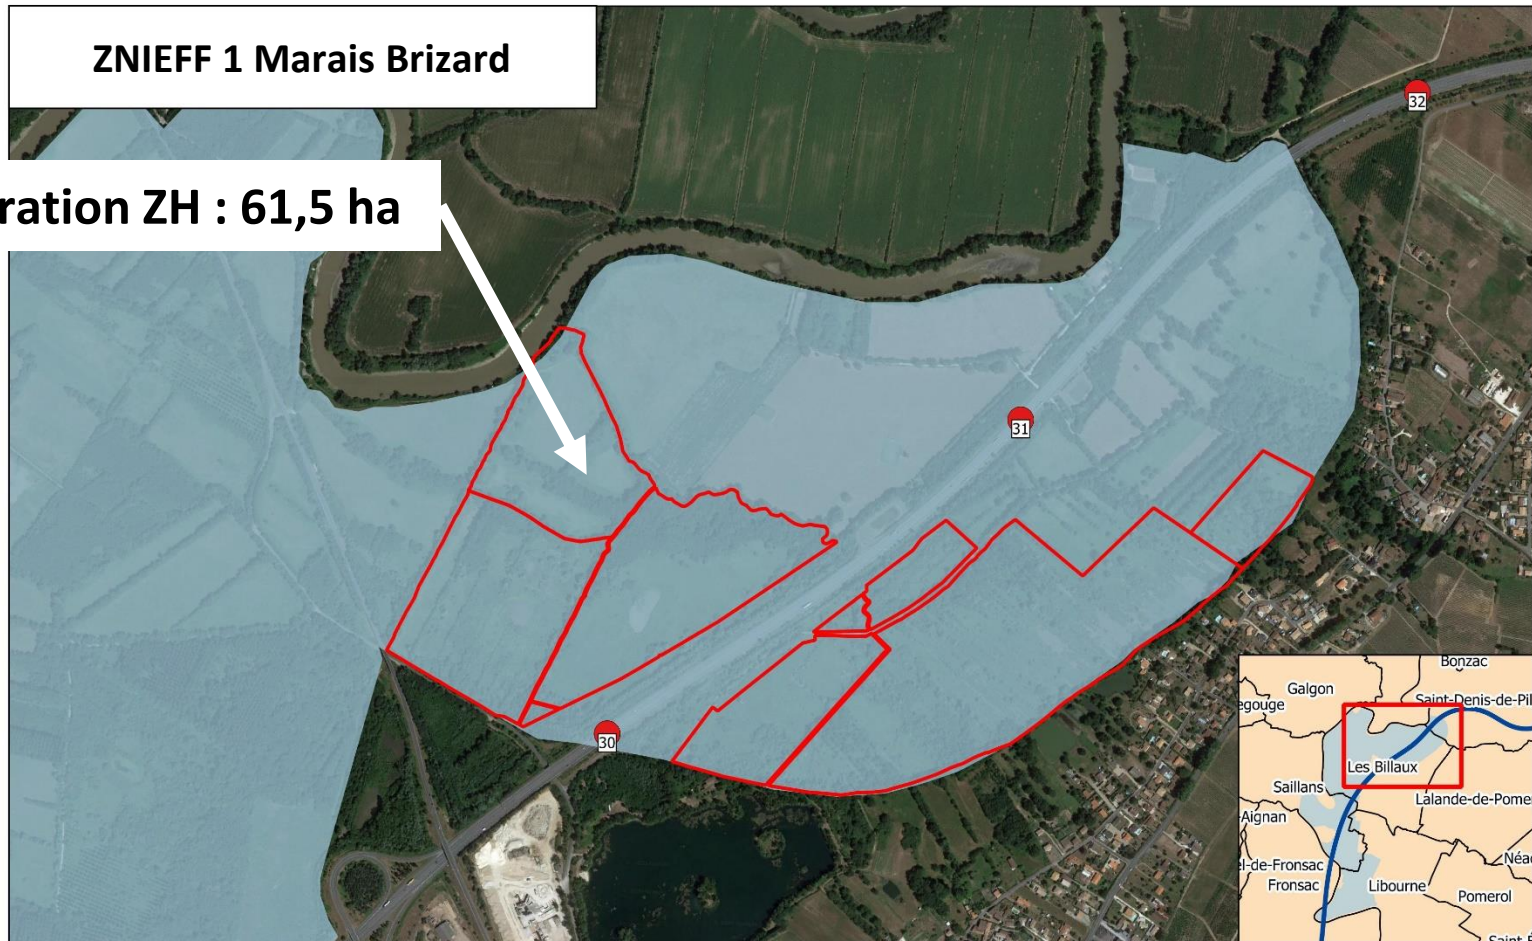 ZNIEFF 1 Marais Brizard
ration ZH : 61,5 ha
32
31
30
Bonzac
Galgon
egouge
Saint-Denis-de-Pil
Les Billaux
Saillans
Lalande-de-Pome
-Aignan
el-de-Fronsac
Néa
Fronsac
Libourne
Pomerol
Saint-É